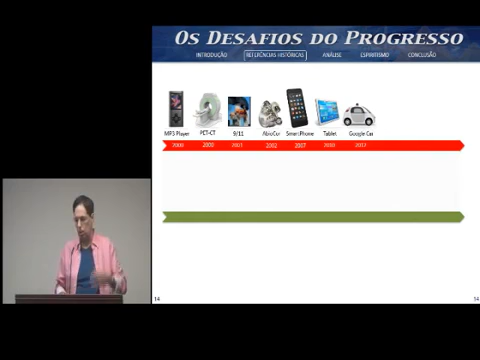 OS DESAFIOS DO PROGRESSO
INTRODUÇÃO REFERÊNCIAS HISTÓRICAS ANÁLISE ESPIRITISMO CONCLUSÃO
MP3 Player PET-CT 9/11 AbioCor SmartPhone Tablet Google Car
2000 2000 2001 2002 2007 2010 2012
14 14